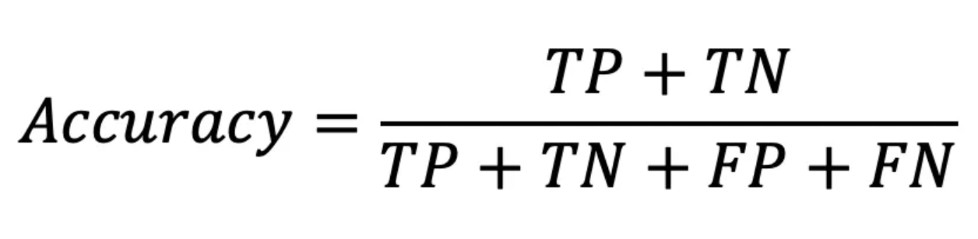 TP + TN
Accuracy =
TP + TN + FP + FN